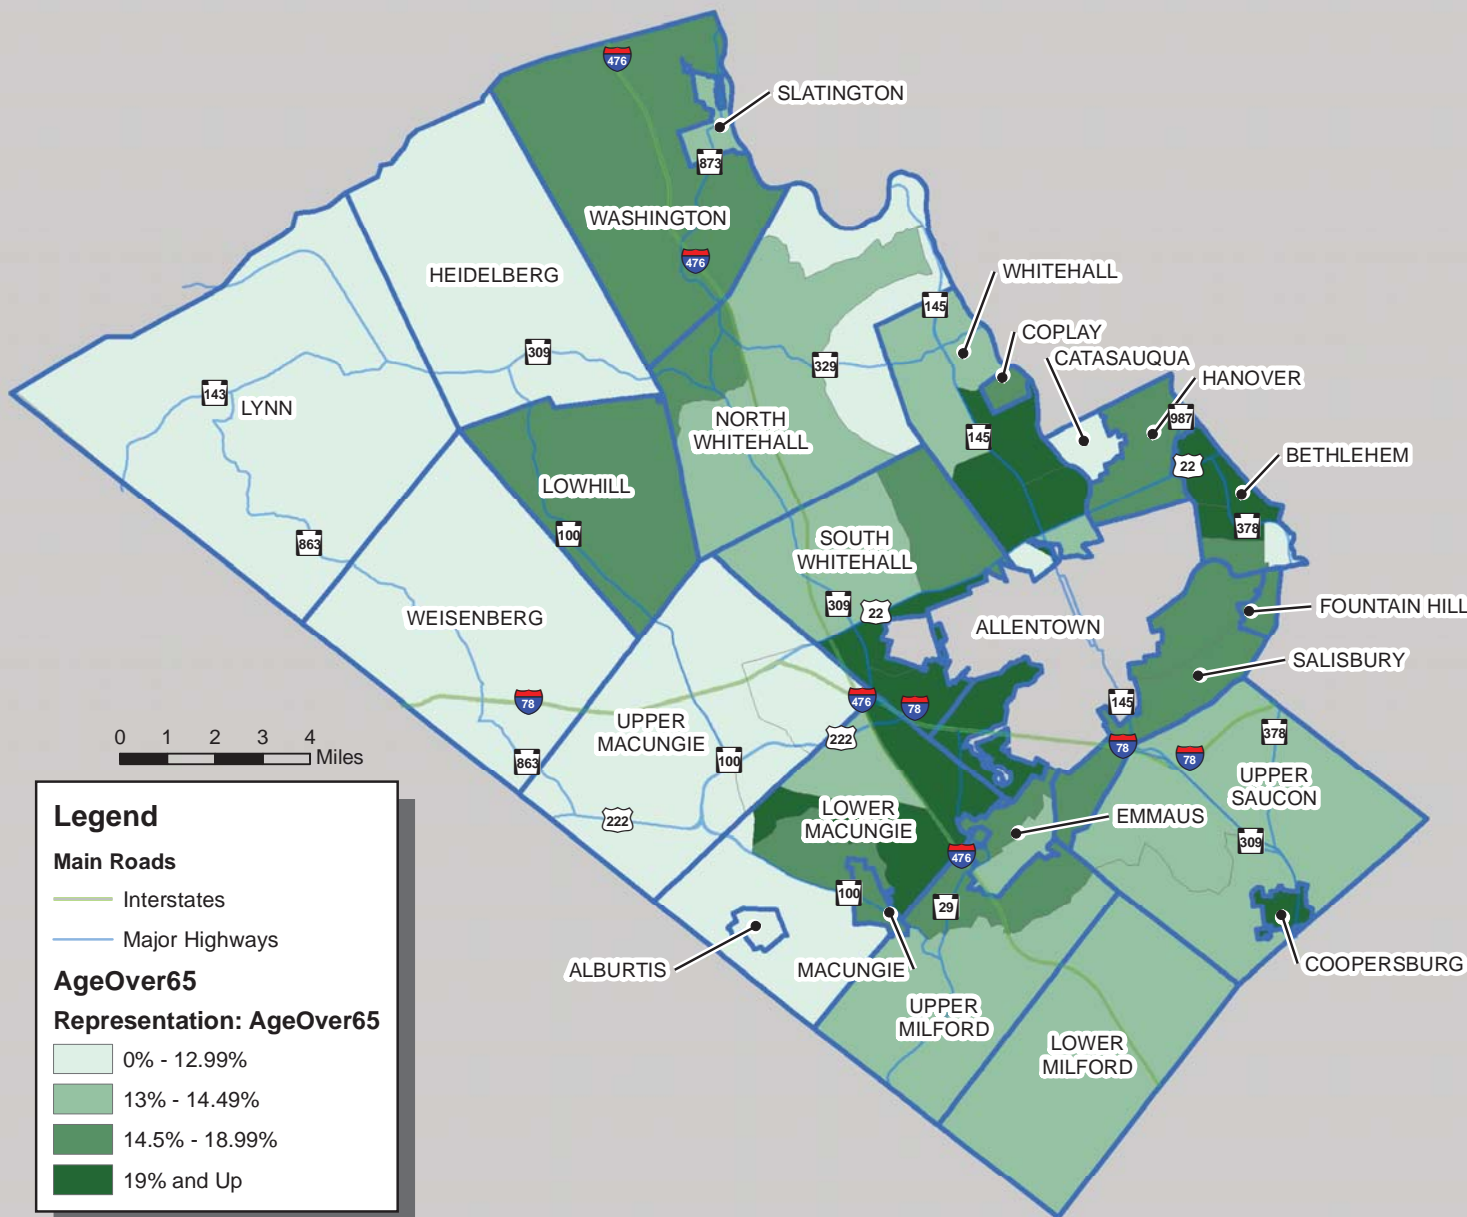 476
SLATINGTON
873
WASHINGTON
476
HEIDELBERG
WHITEHALL
145
COPLAY
309
329
CATASAUQUA
HANOVER
143
LYNN
987
NORTH
WHITEHALL
145
BETHLEHEM
22
LOWHILL
378
100
863
SOUTH
WHITEHALL
309
22
FOUNTAIN HILL
WEISENBERG
ALLENTOWN
SALISBURY
78
476
78
145
UPPER
MACUNGIE
222
78
78
378
863
100
UPPER
SAUCON
0 1 2 3 4
Miles
222
LOWER
MACUNGIE
EMMAUS
309
476
100
29
ALBURTIS
MACUNGIE
COOPERSBURG
UPPER
MILFORD
LOWER
MILFORD
Legend
Main Roads
Interstates
Major Highways
AgeOver65
Representation: AgeOver65
0% - 12.99%
13% - 14.49%
14.5% - 18.99%
19% and Up